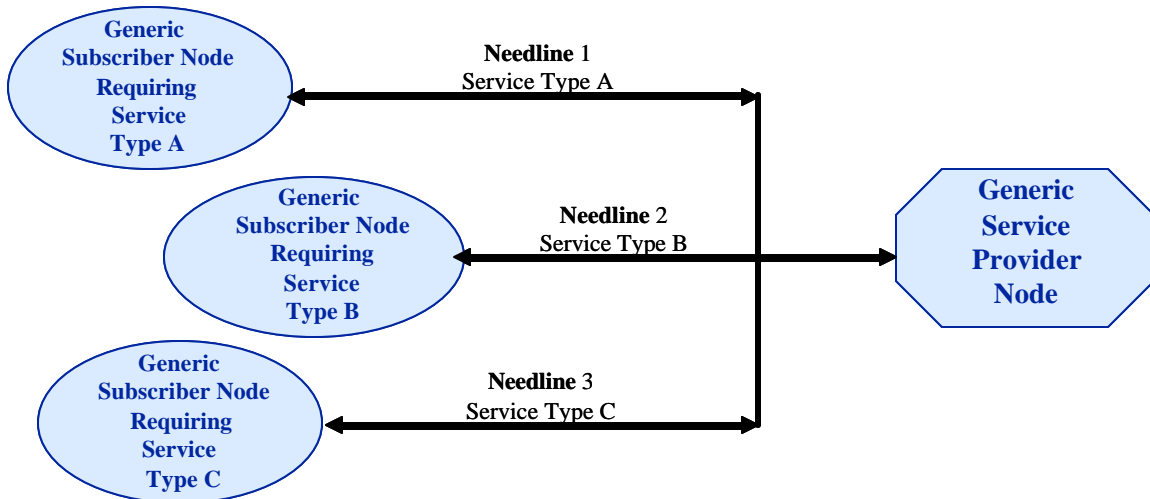 Generic
Subscriber Node
Requiring
Service
Type A
Needline 1
Service Type A
Generic
Subscriber Node
Requiring
Service
Type B
Needline 2
Service Type B
Generic
Service
Provider
Node
Generic
Subscriber Node
Requiring
Service
Type C
Needline 3
Service Type C